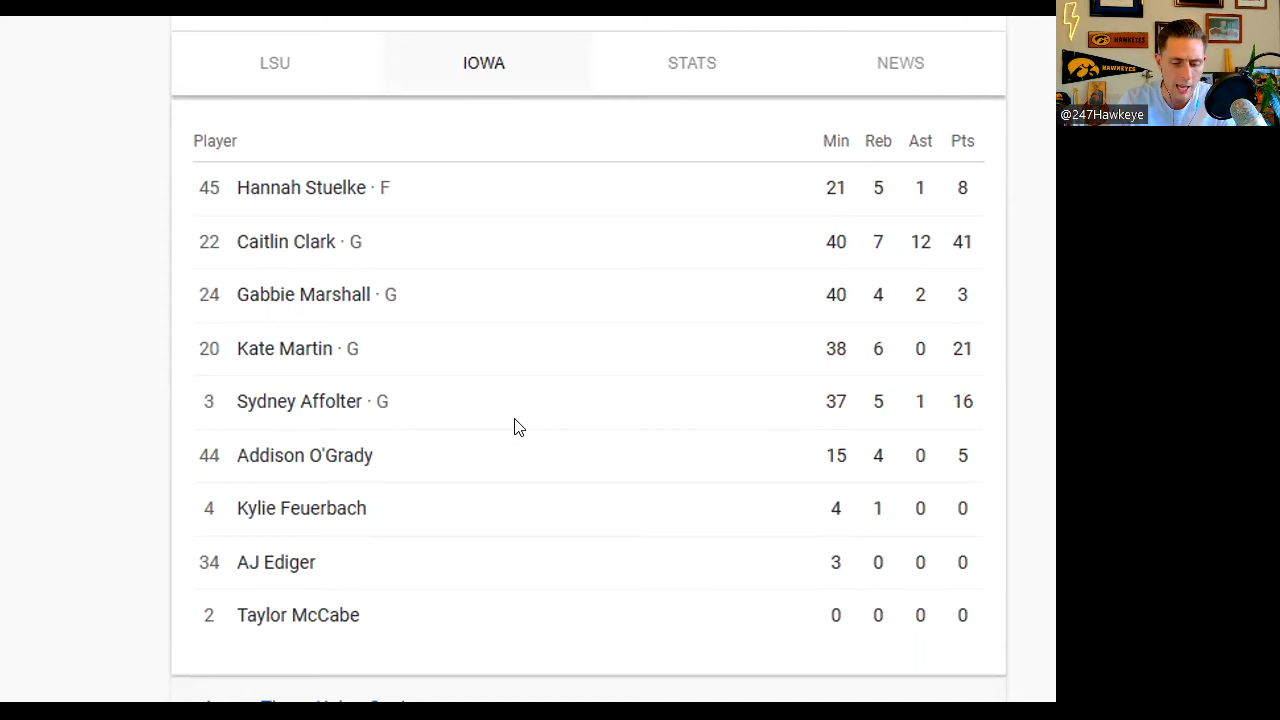 LSU IOWA STATS NEWS
Player Min Reb Ast Pts
45 Hannah Stuelke · F 21 5 1 8
22 Caitlin Clark · G 40 7 12 41
24 Gabbie Marshall · G 40 4 2 3
20 Kate Martin · G 38 6 0 21
3 Sydney Affolter · G 37 5 1 16
44 Addison O'Grady 15 4 0 5
4 Kylie Feuerbach 4 1 0 0
34 AJ Ediger 3 0 0 0
2 Taylor McCabe 0 0 0 0
HAWKEYES
HAWKEYES
@247Hawkeye